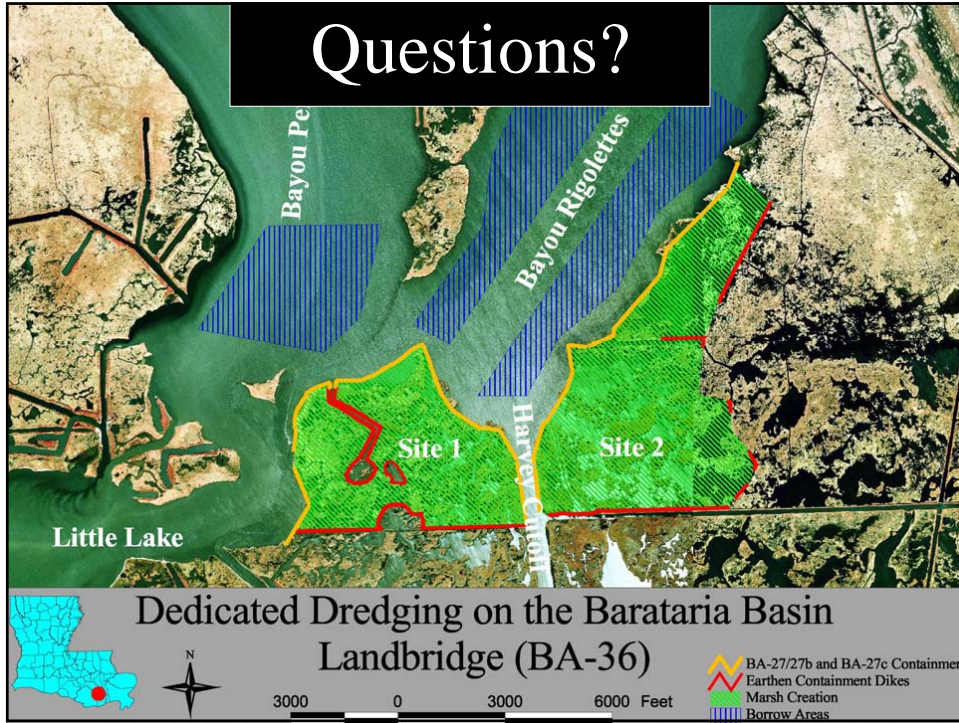 Questions?
Bayou Pe
Bayou Rigolettes
Site 1
Site 2
Harvey Cutoff
Little Lake
Dedicated Dredging on the Barataria Basin
Landbridge (BA-36)
N
3000 0 3000 6000 Feet
BA-27/27b and BA-27c Containmen
Earthen Containment Dikes
Marsh Creation
Borrow Areas